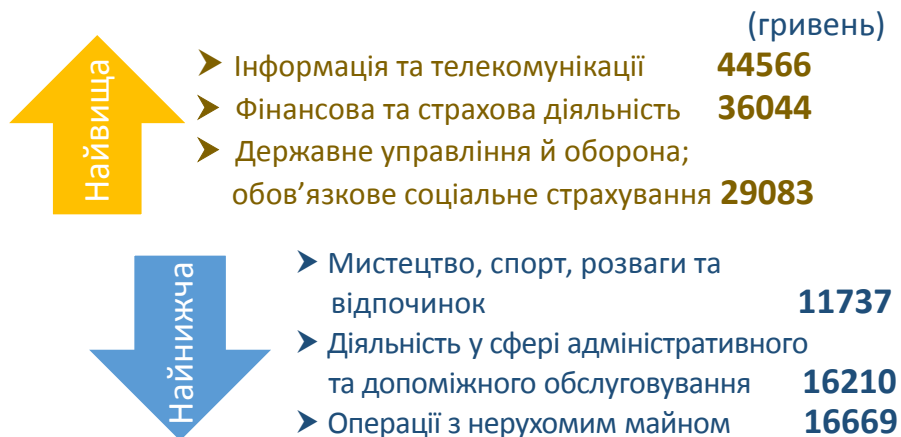 (гривень)
Найвища
➤ Інформація та телекомунікації 44566
➤ Фінансова та страхова діяльність 36044
➤ Державне управління й оборона;
обов’язкове соціальне страхування 29083
Найнижча
➤ Мистецтво, спорт, розваги та
відпочинок 11737
➤ Діяльність у сфері адміністративного
та допоміжного обслуговування 16210
➤ Операції з нерухомим майном 16669